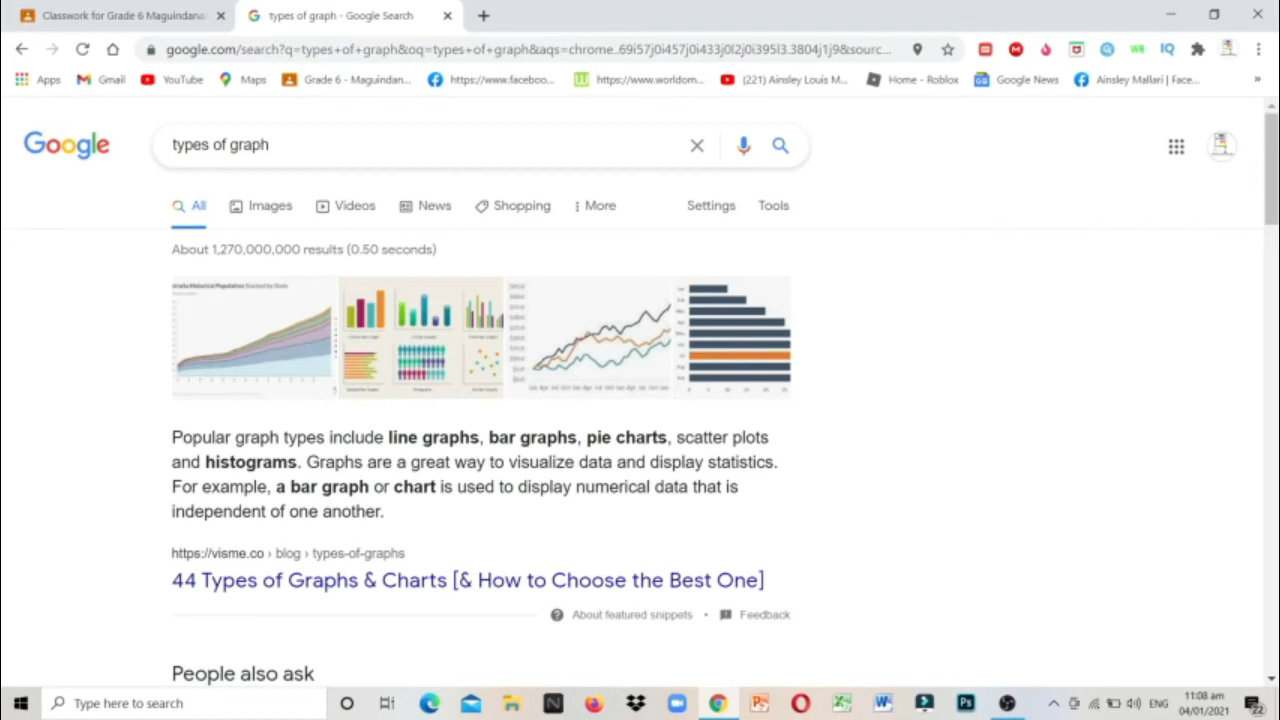 Classwork for Grade 6 Maguindana
types of graph - Google Search
google.com/search?q=types+of+graph&oq=types+of+graph&aqs=chrome..69i57j0i457j0i433j0l2j0i395l3.3804j1j9&sourc...
Apps
Gmail
YouTube
Maps
Grade 6 - Maguindan...
https://www.faceboo...
https://www.worldom...
(221) Ainsley Louis M...
Home - Roblox
Google News
Ainsley Mallari | Face...
Google
types of graph
All
Images
Videos
News
Shopping
More
Settings
Tools
About 1,270,000,000 results (0.50 seconds)
Popular graph types include line graphs, bar graphs, pie charts, scatter plots
and histograms. Graphs are a great way to visualize data and display statistics.
For example, a bar graph or chart is used to display numerical data that is
independent of one another.
https://visme.co › blog › types-of-graphs
44 Types of Graphs & Charts [& How to Choose the Best One]
About featured snippets
Feedback
People also ask
Type here to search
ENG
11:08 am
04/01/2021
22